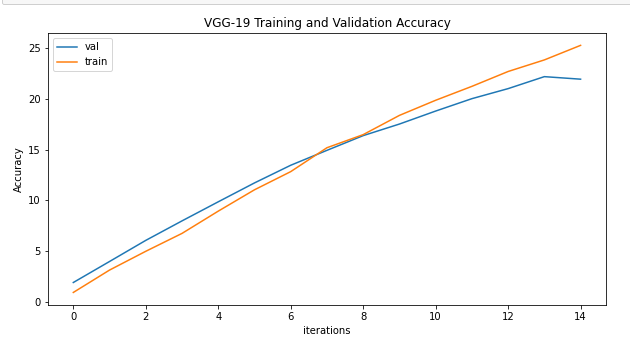 VGG-19 Training and Validation Accuracy
val
train
25
20
15
10
5
0
Accuracy
0 2 4 6 8 10 12 14
iterations